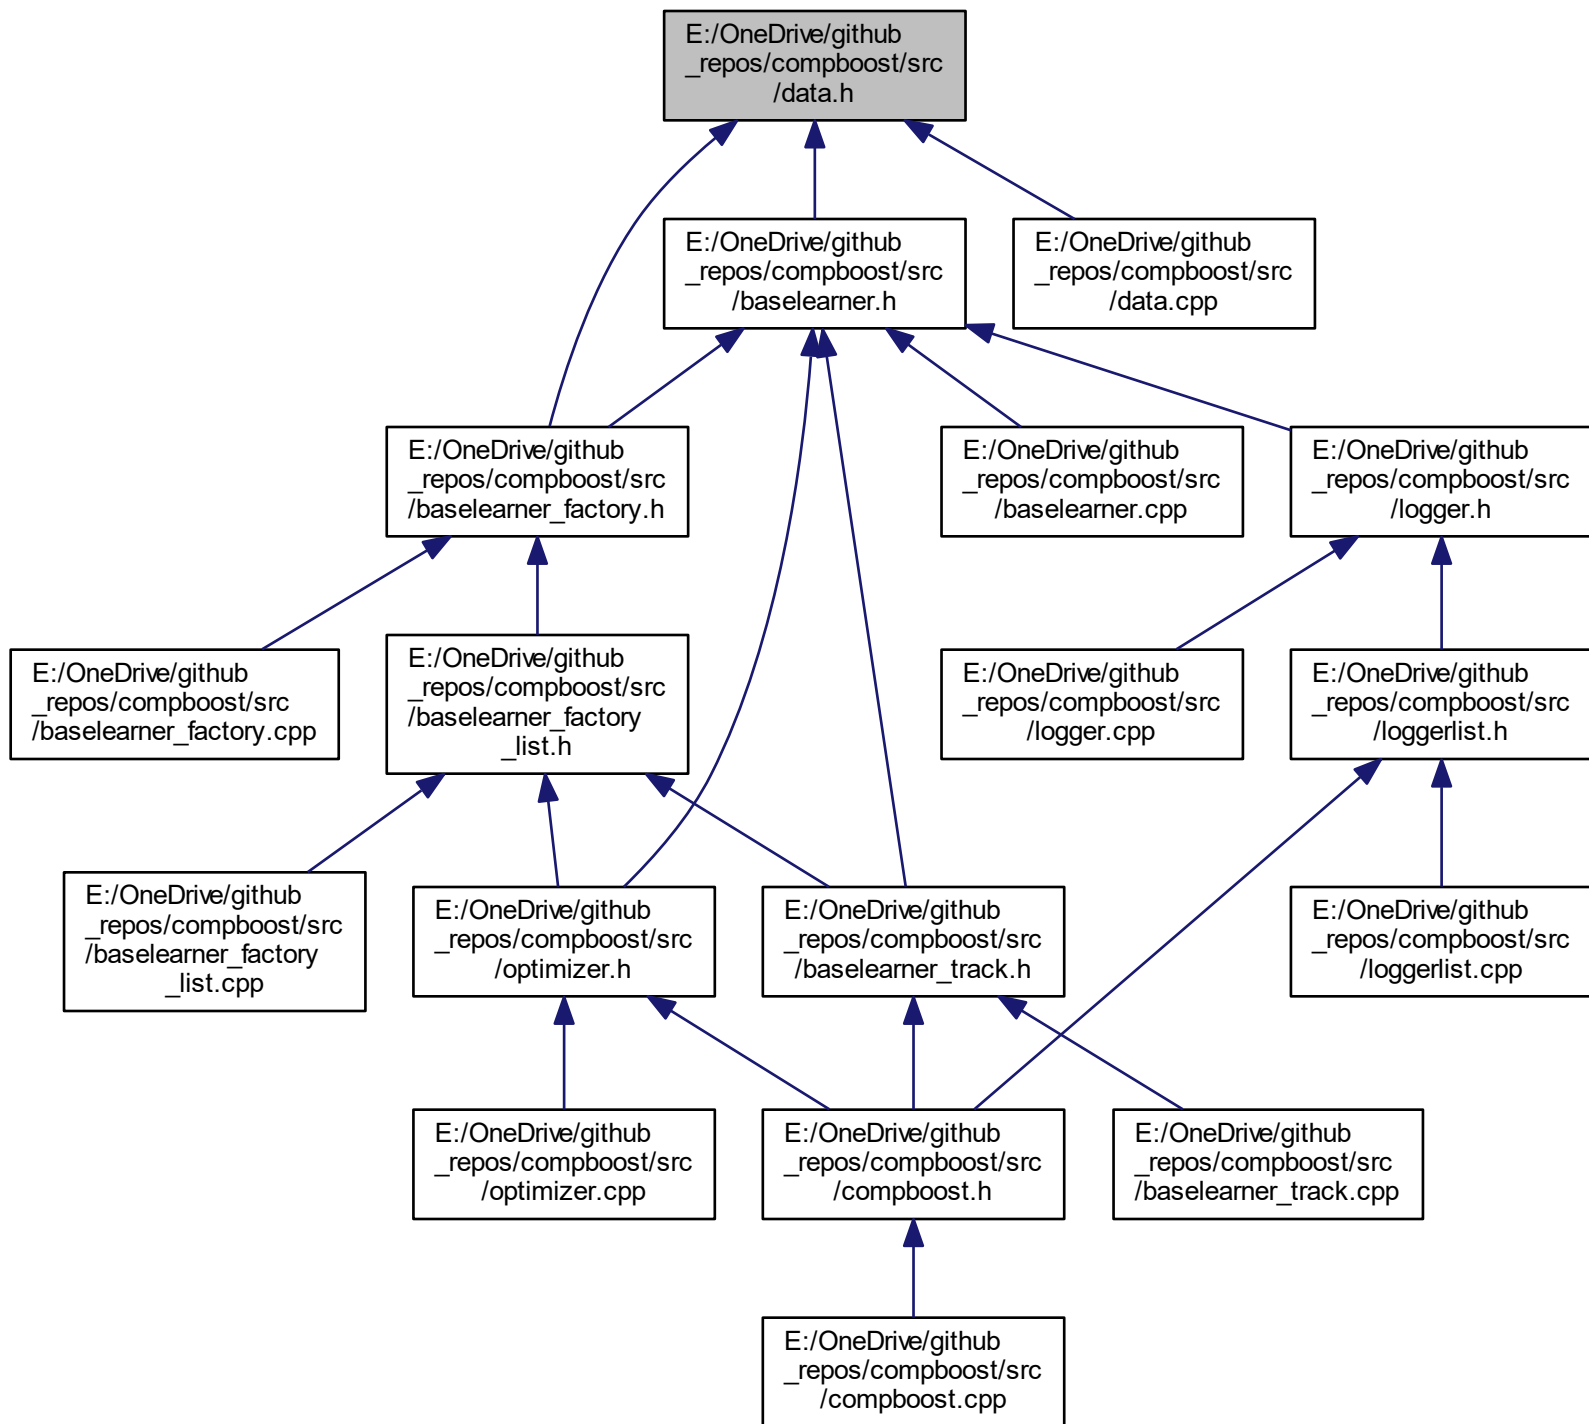 E:/OneDrive/github
_repos/compboost/src
/data.h
E:/OneDrive/github
_repos/compboost/src
/baselearner.h
E:/OneDrive/github
_repos/compboost/src
/data.cpp
E:/OneDrive/github
_repos/compboost/src
/baselearner_factory.h
E:/OneDrive/github
_repos/compboost/src
/baselearner.cpp
E:/OneDrive/github
_repos/compboost/src
/logger.h
E:/OneDrive/github
_repos/compboost/src
/baselearner_factory.cpp
E:/OneDrive/github
_repos/compboost/src
/baselearner_factory
_list.h
E:/OneDrive/github
_repos/compboost/src
/logger.cpp
E:/OneDrive/github
_repos/compboost/src
/loggerlist.h
E:/OneDrive/github
_repos/compboost/src
/baselearner_factory
_list.cpp
E:/OneDrive/github
_repos/compboost/src
/optimizer.h
E:/OneDrive/github
_repos/compboost/src
/baselearner_track.h
E:/OneDrive/github
_repos/compboost/src
/loggerlist.cpp
E:/OneDrive/github
_repos/compboost/src
/optimizer.cpp
E:/OneDrive/github
_repos/compboost/src
/compboost.h
E:/OneDrive/github
_repos/compboost/src
/baselearner_track.cpp
E:/OneDrive/github
_repos/compboost/src
/compboost.cpp